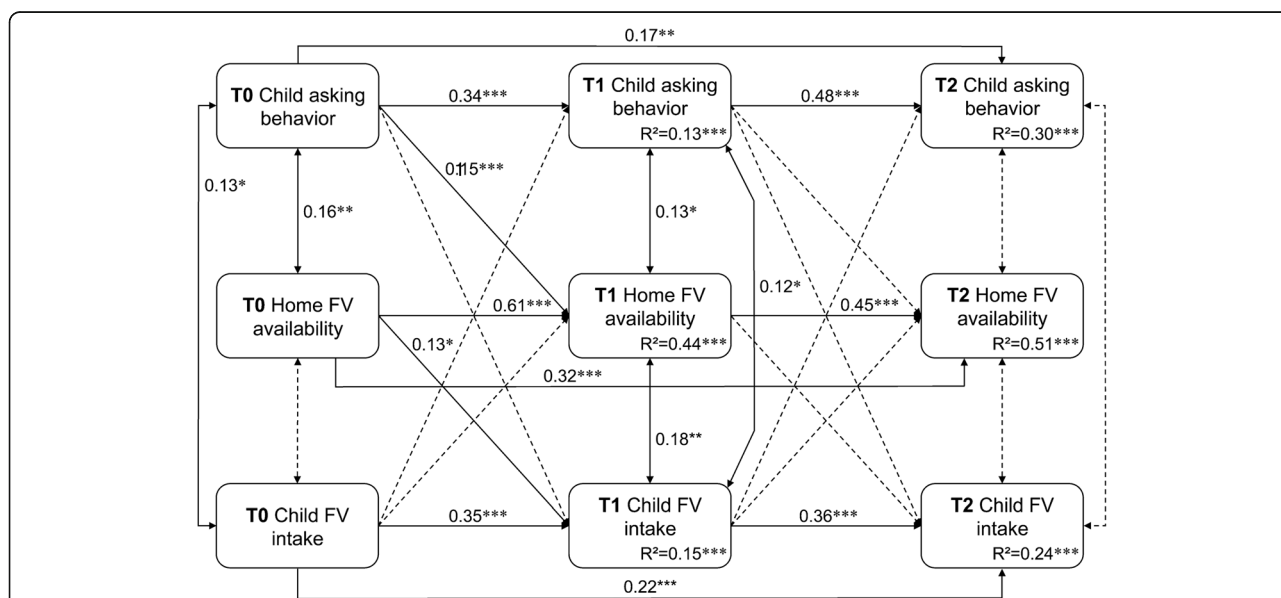 0.17**
T0 Child asking
behavior
0.34***
T1 Child asking
behavior
R²=0.13***
0.48***
T2 Child asking
behavior
R²=0.30***
0.13*
0.16**
0.15***
0.13*
0.12*
T0 Home FV
availability
0.61***
T1 Home FV
availability
R²=0.44***
0.45***
T2 Home FV
availability
R²=0.51***
0.13*
0.32***
0.18**
T0 Child FV
intake
0.35***
T1 Child FV
intake
R²=0.15***
0.36***
T2 Child FV
intake
R²=0.24***
0.22***